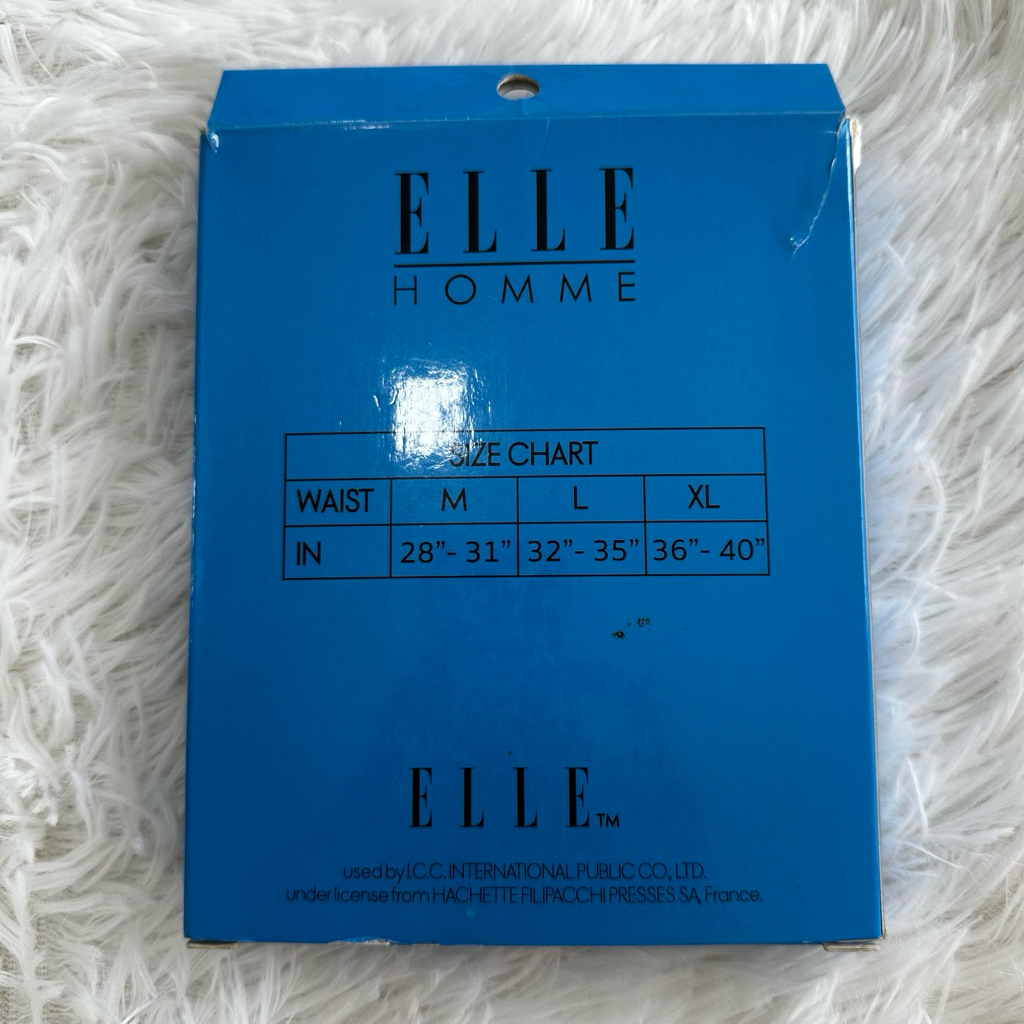 ELLE
HOMME
SIZE CHART
WAIST M L XL
IN 28”- 31” 32”- 35” 36”- 40”
ELLE™
used by I.C.C. INTERNATIONAL PUBLIC CO., LTD.
under license from HACHETTE FILIPACCHI PRESSES SA, France.